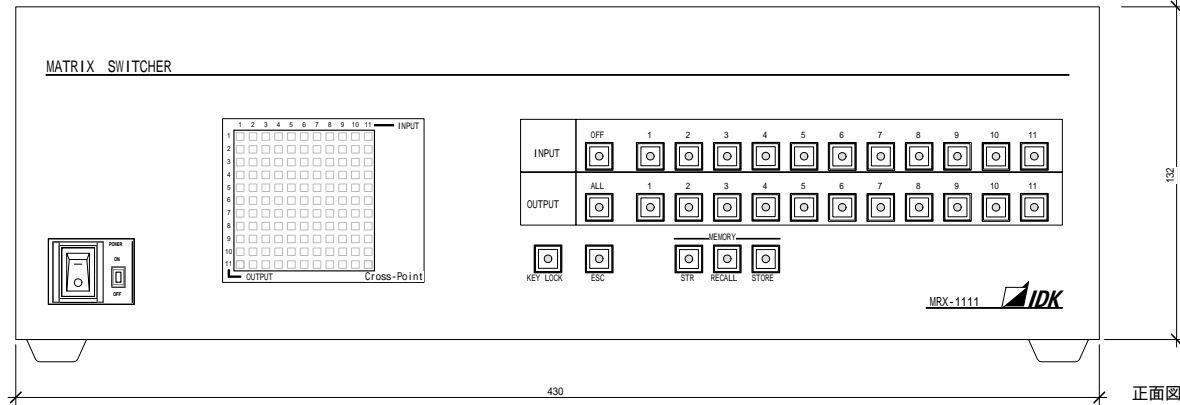 MATRIX SWITCHER
132
1 2 3 4 5 6 7 8 9 10 11 INPUT
1
2
3
4
5
6
7
8
9
10
11
OUTPUT Cross-Point
OFF 1 2 3 4 5 6 7 8 9 10 11
INPUT
ALL 1 2 3 4 5 6 7 8 9 10 11
OUTPUT
MEMORY
KEY LOCK ESC STR RECALL STORE
POWER
ON
OFF
MRX-1111 IDK
430
正面図